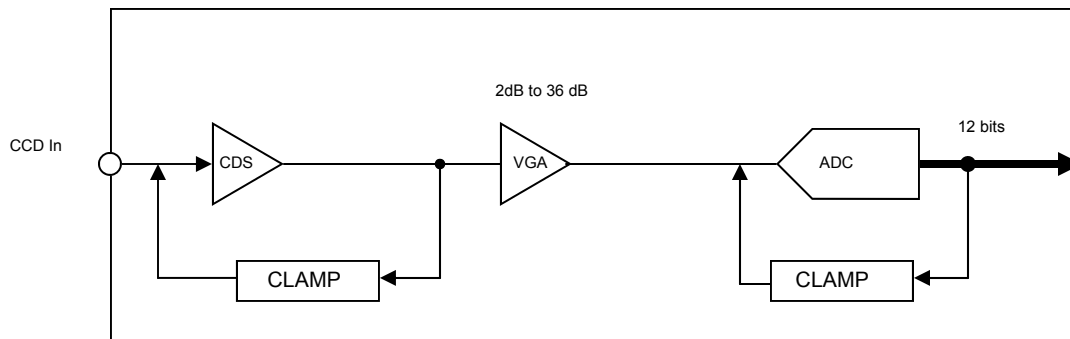 2dB to 36 dB
12 bits
CCD In
CDS
VGA
ADC
CLAMP
CLAMP